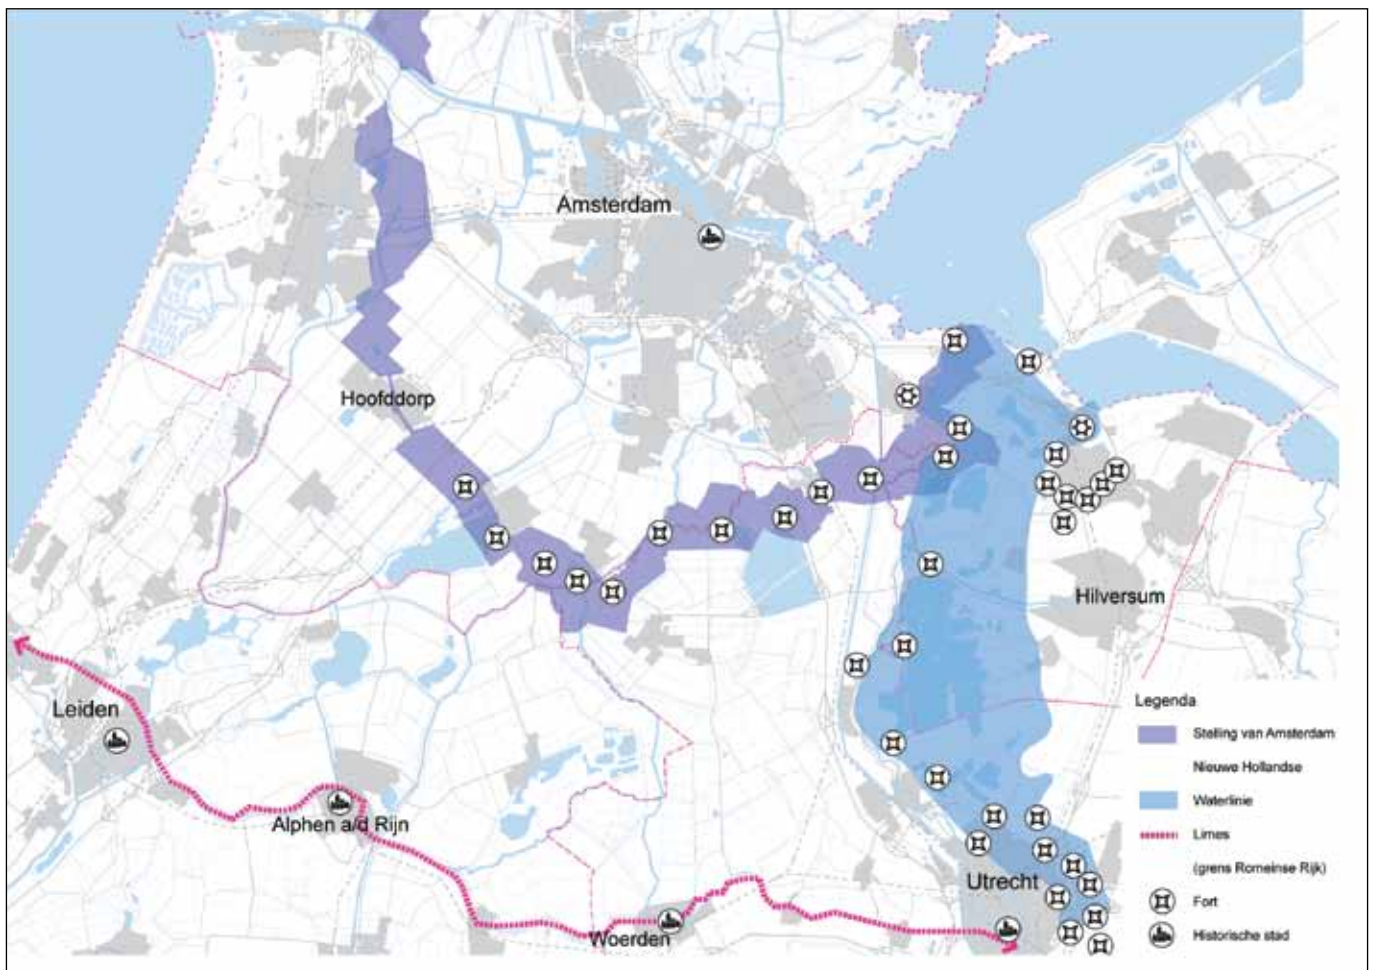 Amsterdam
Hoofddorp
Hilversum
Leiden
Alphen a/d Rijn
Utrecht
Woerden
Legenda
Stelling van Amsterdam
Nieuwe Hollandse
Waterlinie
Limes
(grens Romeinse Rijk)
Fort
Historische stad